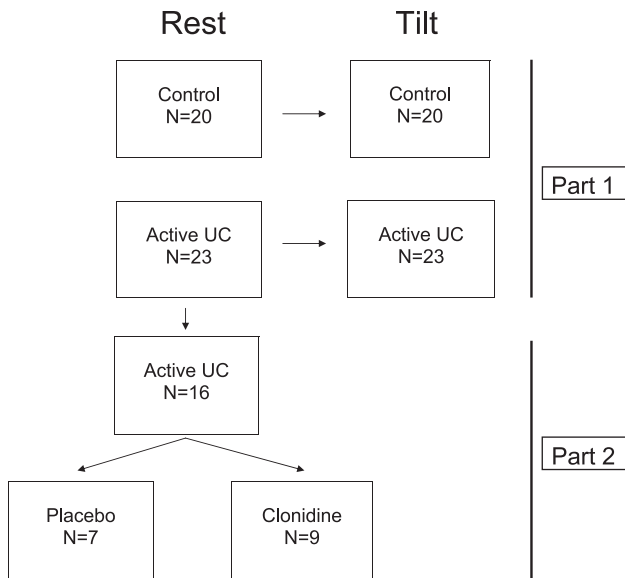 Rest
Tilt
Control
N=20
Control
N=20
Part 1
Active UC
N=23
Active UC
N=23
Active UC
N=16
Part 2
Placebo
N=7
Clonidine
N=9